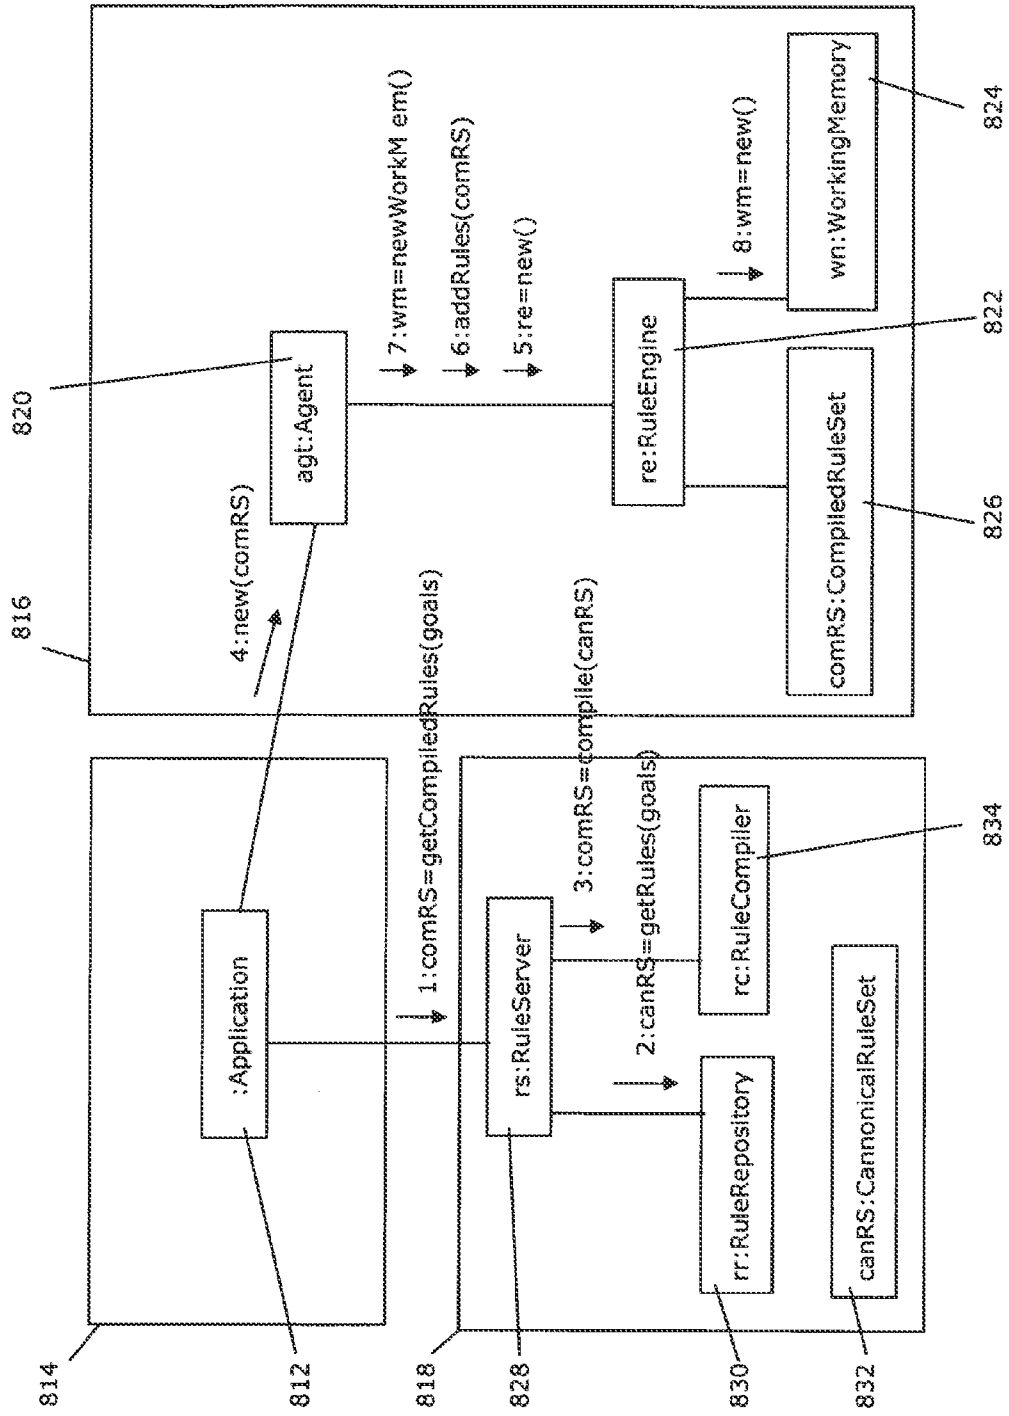 814
816
820
:Application
4:new(comRS)
agt:Agent
812
7:wm=newWorkM em()
818
1:comRS=getCompiledRules(goals)
6:addRules(comRS)
828
rs:RuleServer
5:re=new()
3:comRS=compile(canRS)
2:canRS=getRules(goals)
re:RuleEngine
830
rr:RuleRepository
rc:RuleCompiler
8:wm=new()
comRS:CompiledRuleSet
wn:WorkingMemory
832
canRS:CannonicalRuleSet
834
826
822
824